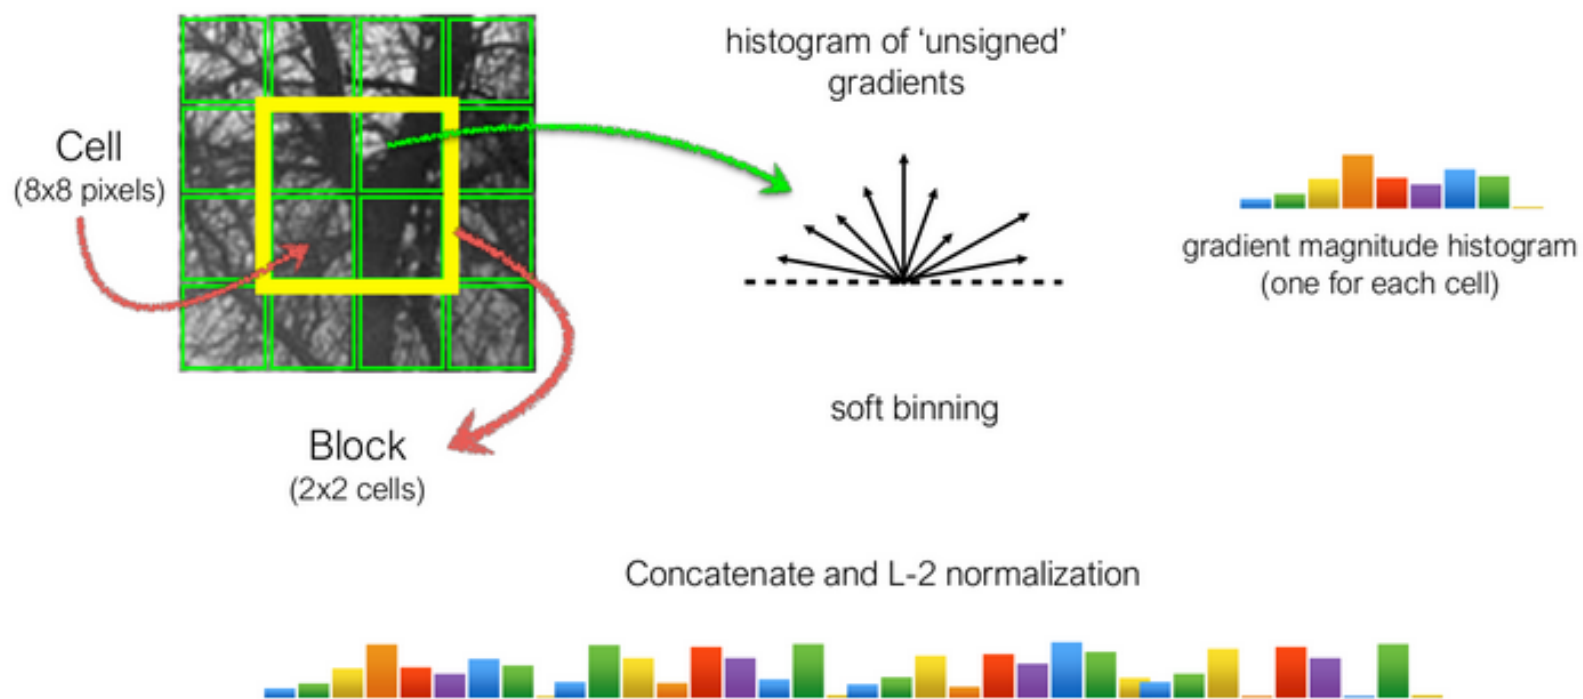 histogram of ‘unsigned’
gradients
Cell
(8x8 pixels)
gradient magnitude histogram
(one for each cell)
soft binning
Block
(2x2 cells)
Concatenate and L-2 normalization